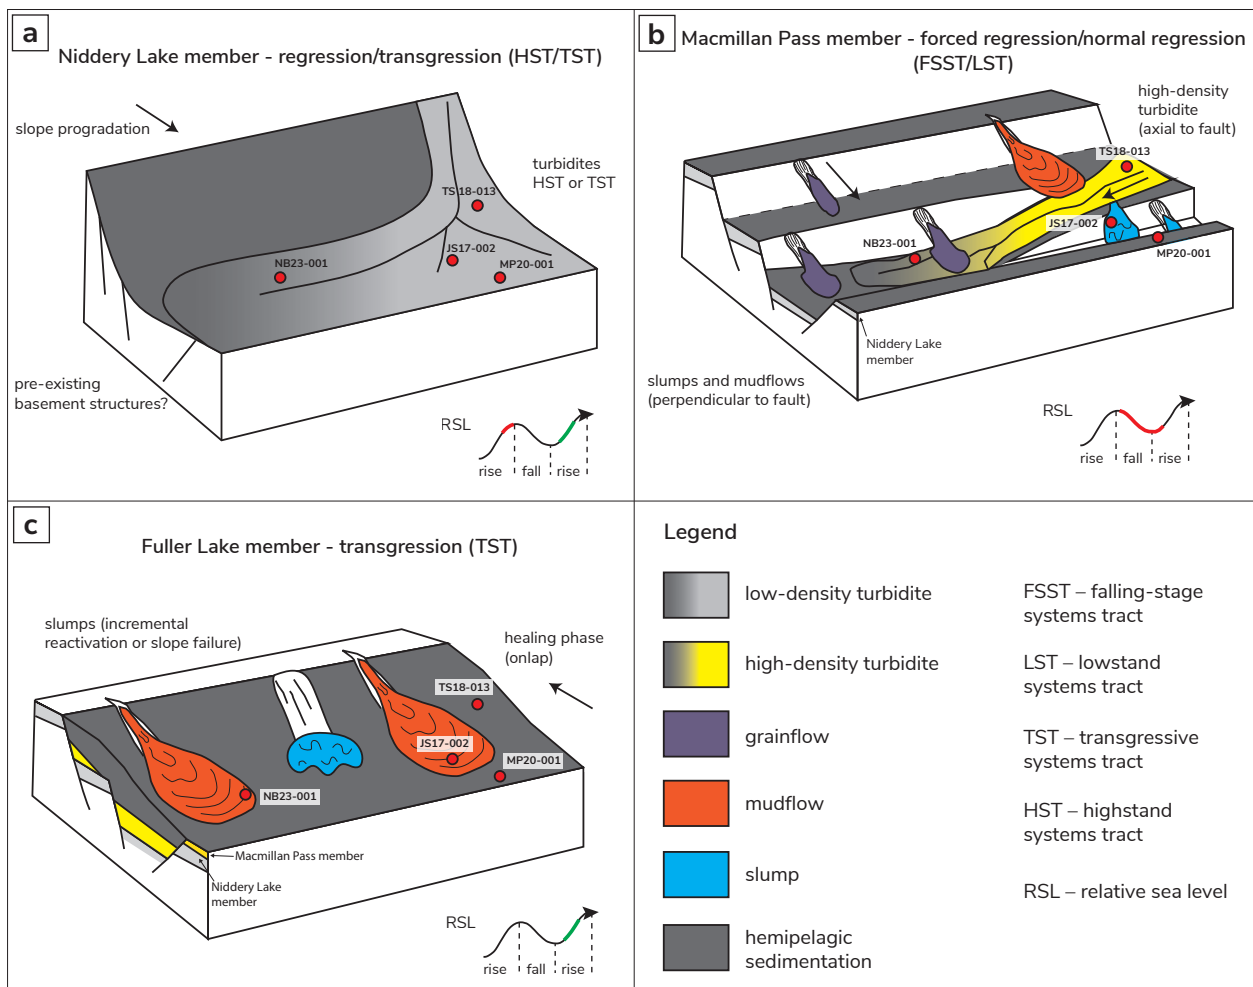 a
Niddery Lake member - regression/transgression (HST/TST)
slope progradation
turbidites
HST or TST
TS18-013
JS17-002
NB23-001
MP20-001
pre-existing
basement structures?
RSL
rise
fall
rise
b
Macmillan Pass member - forced regression/normal regression
(FSST/LST)
high-density
turbidite
(axial to fault)
TS18-013
JS17-002
NB23-001
MP20-001
Niddery Lake
member
slumps and mudflows
(perpendicular to fault)
RSL
rise
fall
rise
c
Fuller Lake member - transgression (TST)
slumps (incremental
reactivation or slope failure)
healing phase
(onlap)
TS18-013
JS17-002
MP20-001
NB23-001
Macmillan Pass member
Niddery Lake
member
RSL
rise
fall
rise
Legend
low-density turbidite
high-density turbidite
grainflow
mudflow
slump
hemipelagic
sedimentation
FSST – falling-stage
systems tract
LST – lowstand
systems tract
TST – transgressive
systems tract
HST – highstand
systems tract
RSL – relative sea level